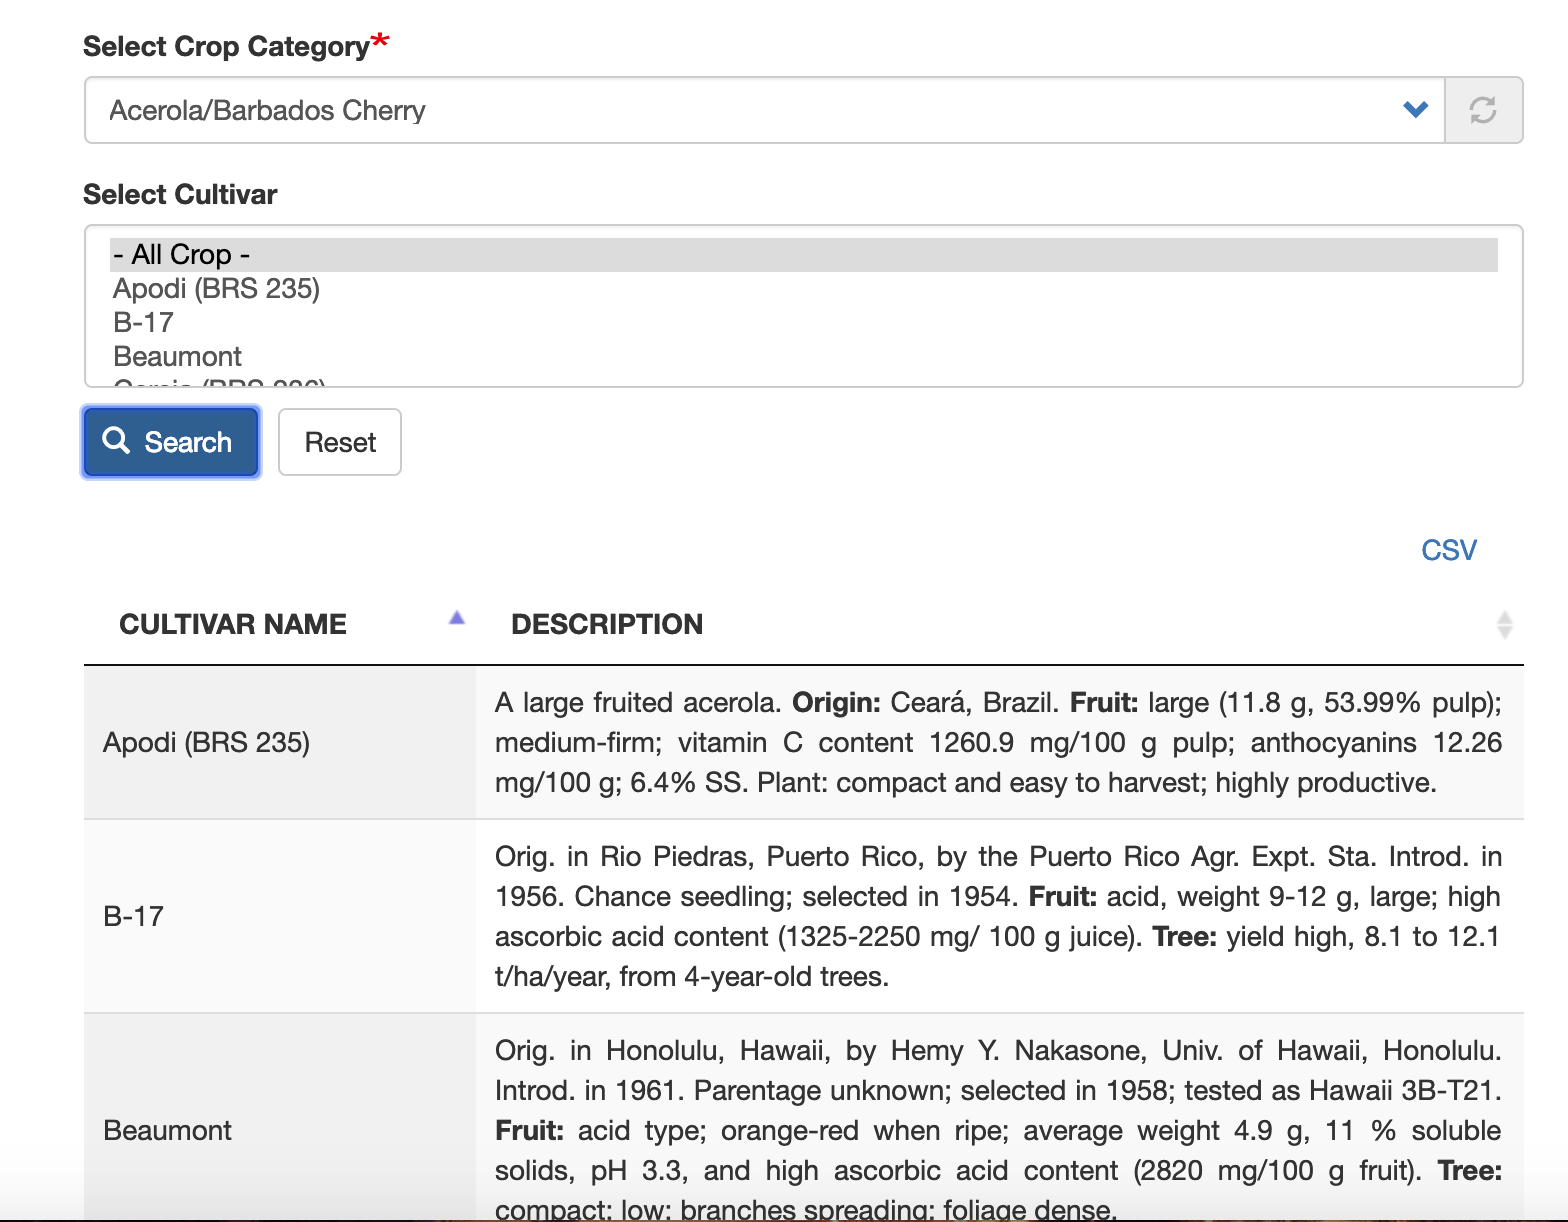 Select Crop Category*
Acerola/Barbados Cherry
Select Cultivar
- All Crop -
Apodi (BRS 235)
B-17
Beaumont
Search
Reset
CSV
CULTIVAR NAME
DESCRIPTION
Apodi (BRS 235)
A large fruited acerola. Origin: Ceará, Brazil. Fruit: large (11.8 g, 53.99% pulp);
medium-firm; vitamin C content 1260.9 mg/100 g pulp; anthocyanins 12.26
mg/100 g; 6.4% SS. Plant: compact and easy to harvest; highly productive.
B-17
Orig. in Rio Piedras, Puerto Rico, by the Puerto Rico Agr. Expt. Sta. Introd. in
1956. Chance seedling; selected in 1954. Fruit: acid, weight 9-12 g, large; high
ascorbic acid content (1325-2250 mg/ 100 g juice). Tree: yield high, 8.1 to 12.1
t/ha/year, from 4-year-old trees.
Beaumont
Orig. in Honolulu, Hawaii, by Hemy Y. Nakasone, Univ. of Hawaii, Honolulu.
Introd. in 1961. Parentage unknown; selected in 1958; tested as Hawaii 3B-T21.
Fruit: acid type; orange-red when ripe; average weight 4.9 g, 11 % soluble
solids, pH 3.3, and high ascorbic acid content (2820 mg/100 g fruit). Tree:
compact; low; branches spreading; foliage dense.